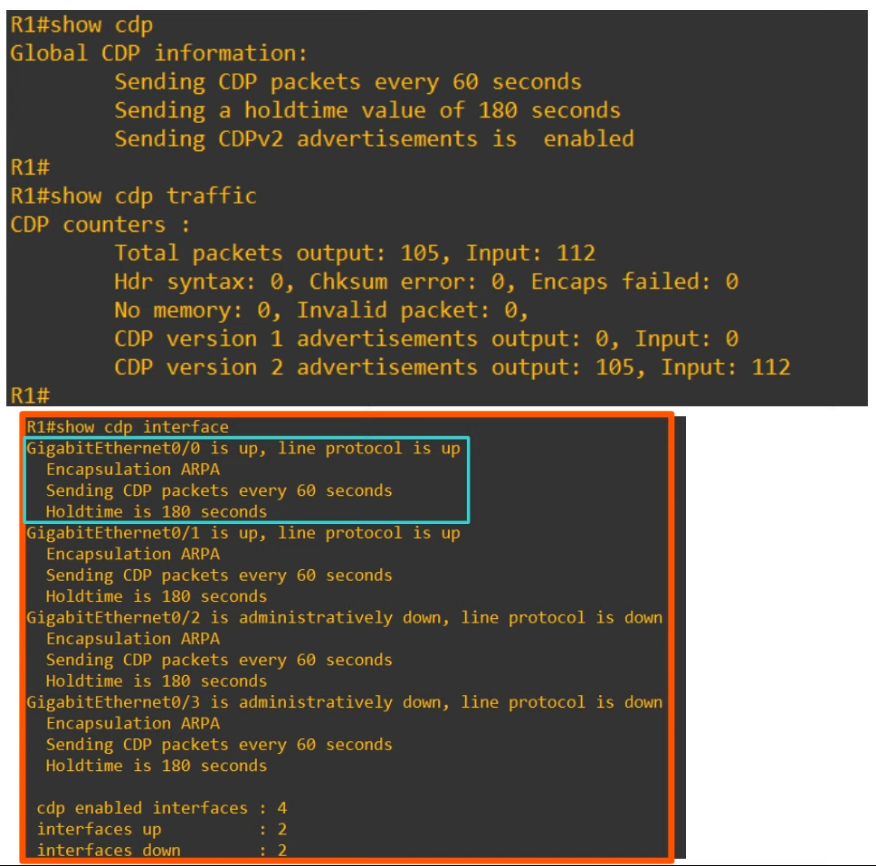 R1#show cdp
Global CDP information:
Sending CDP packets every 60 seconds
Sending a holdtime value of 180 seconds
Sending CDPv2 advertisements is  enabled
R1#
R1#show cdp traffic
CDP counters :
Total packets output: 105, Input: 112
Hdr syntax: 0, Chksum error: 0, Encaps failed: 0
No memory: 0, Invalid packet: 0,
CDP version 1 advertisements output: 0, Input: 0
CDP version 2 advertisements output: 105, Input: 112
R1#
R1#show cdp interface
GigabitEthernet0/0 is up, line protocol is up
Encapsulation ARPA
Sending CDP packets every 60 seconds
Holdtime is 180 seconds
GigabitEthernet0/1 is up, line protocol is up
Encapsulation ARPA
Sending CDP packets every 60 seconds
Holdtime is 180 seconds
GigabitEthernet0/2 is administratively down, line protocol is down
Encapsulation ARPA
Sending CDP packets every 60 seconds
Holdtime is 180 seconds
GigabitEthernet0/3 is administratively down, line protocol is down
Encapsulation ARPA
Sending CDP packets every 60 seconds
Holdtime is 180 seconds
cdp enabled interfaces : 4
interfaces up          : 2
interfaces down        : 2